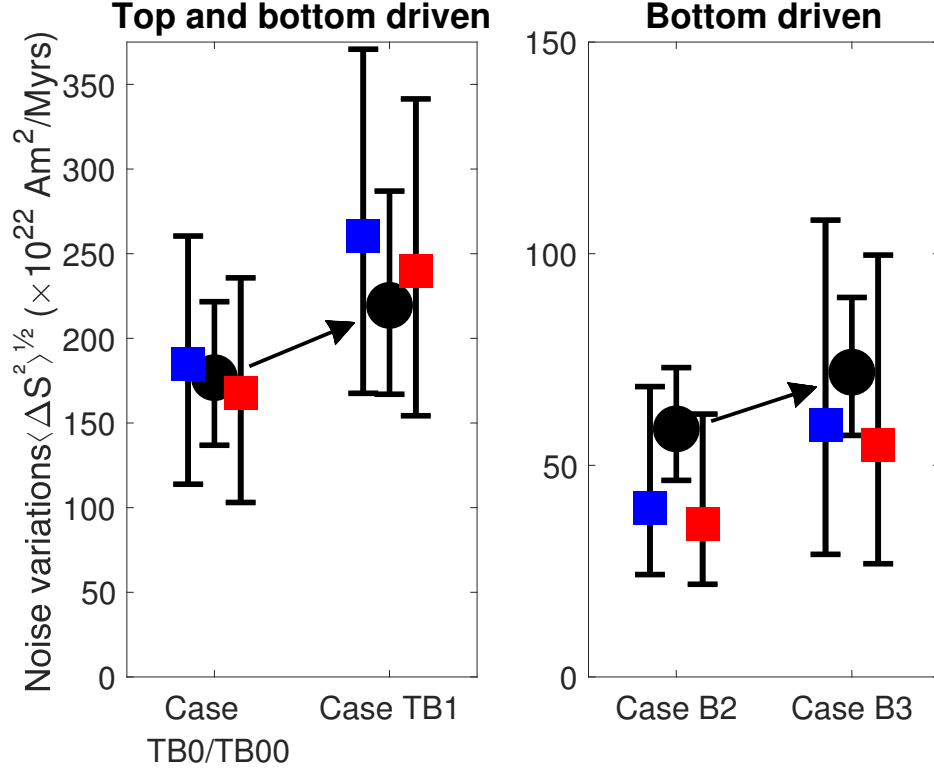 Top and bottom driven
Bottom driven
Noise variations⟨ΔS²⟩^½ (×10²² Am²/Myrs)
350
300
250
200
150
100
50
0
150
100
50
0
Case
TB0/TB00
Case TB1
Case B2
Case B3